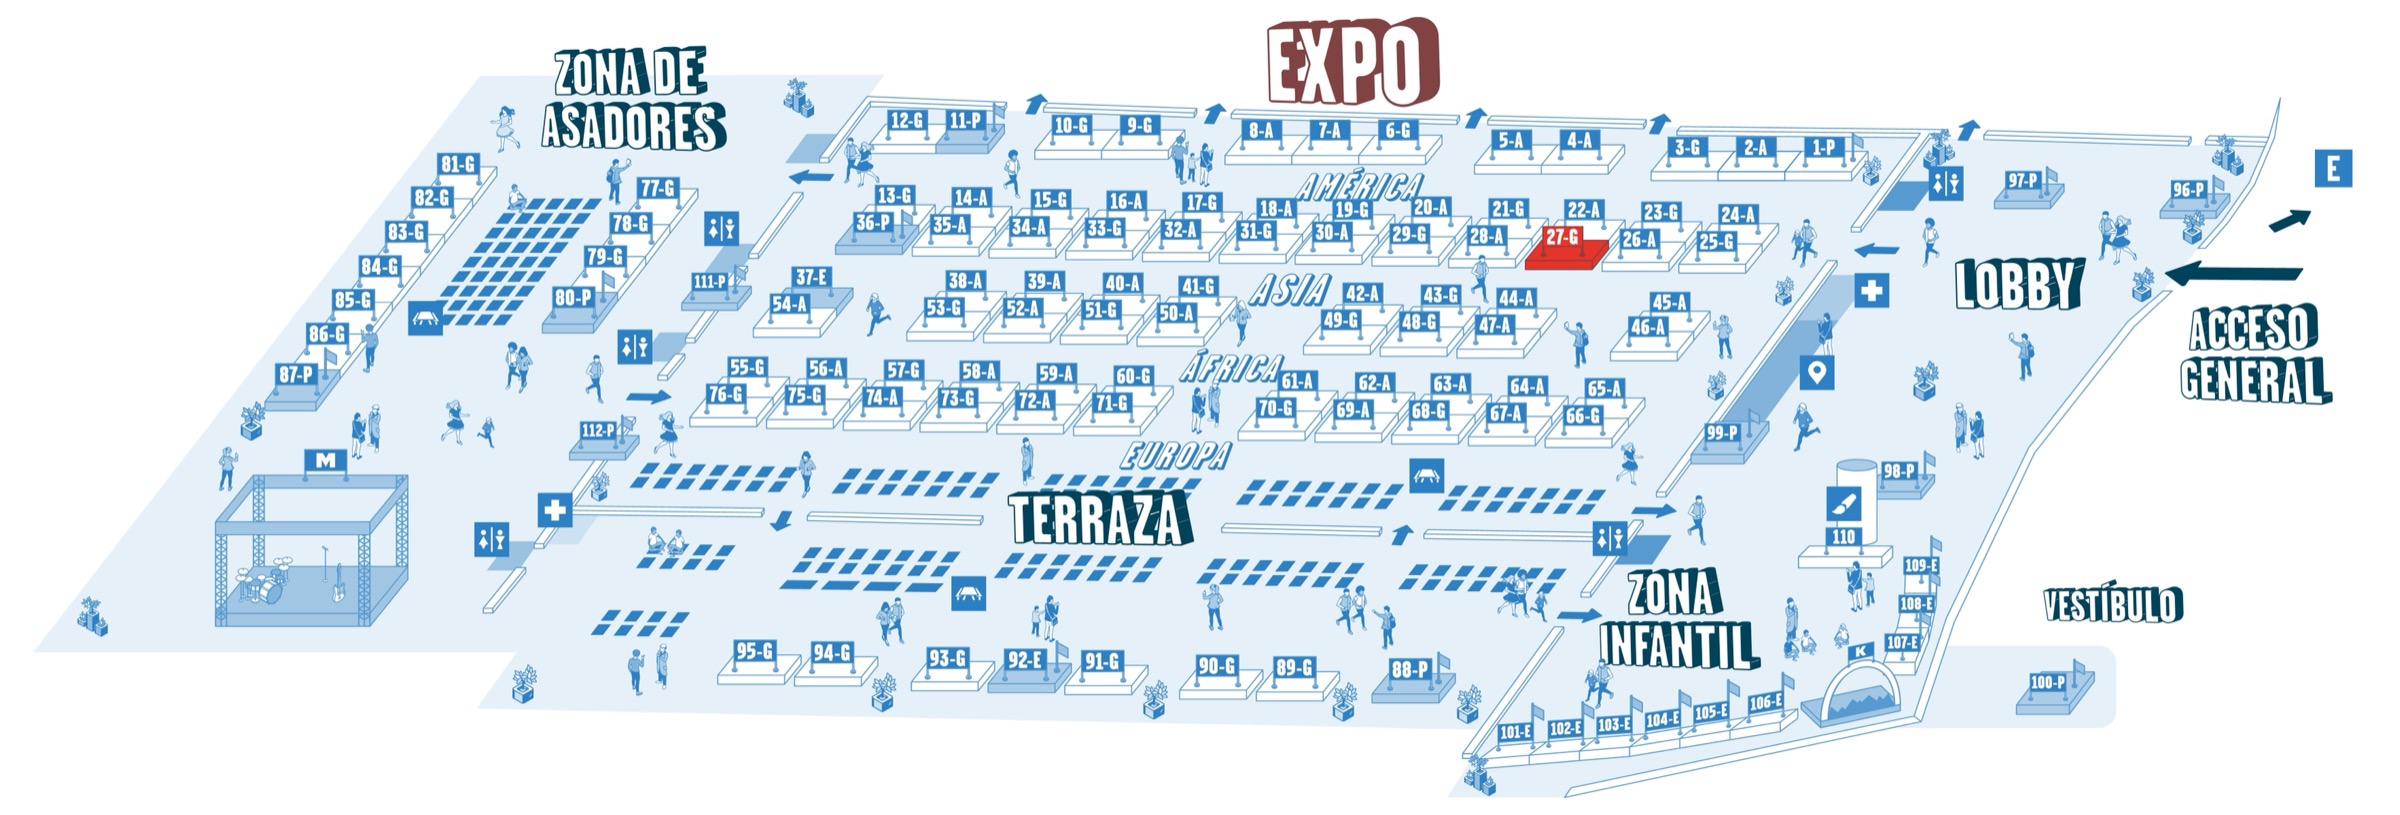 EXPO
ZONA DE
ASADORES
12-G 11-P 10-G 9-G 8-A 7-A 6-G 5-A 4-A 3-G 2-A 1-P
AMÉRICA
13-G 14-A 15-G 16-A 17-G 18-A 19-G 20-A 21-G 22-A 23-G 24-A
36-P 35-A 34-A 33-G 32-A 31-G 30-A 29-G 28-A 27-G 26-A 25-G
ASIA
37-E 38-A 39-A 40-A 41-G 42-A 43-G 44-A 45-A
54-A 53-G 52-A 51-G 50-A 49-G 48-G 47-A 46-A
ÁFRICA
55-G 56-A 57-G 58-A 59-A 60-G 61-A 62-A 63-A 64-A 65-A
76-G 75-G 74-A 73-G 72-A 71-G 70-G 69-A 68-G 67-A 66-G
EUROPA
81-G
82-G
83-G
84-G
85-G
86-G
87-P
77-G
78-G
79-G
80-P
111-P
112-P
M
TERRAZA
95-G 94-G 93-G 92-E 91-G 90-G 89-G 88-P
97-P 96-P
E
LOBBY
ACCESO
GENERAL
99-P
98-P
110
ZONA
INFANTIL
109-E
108-E
107-E
K
101-E 102-E 103-E 104-E 105-E 106-E
VESTÍBULO
100-P